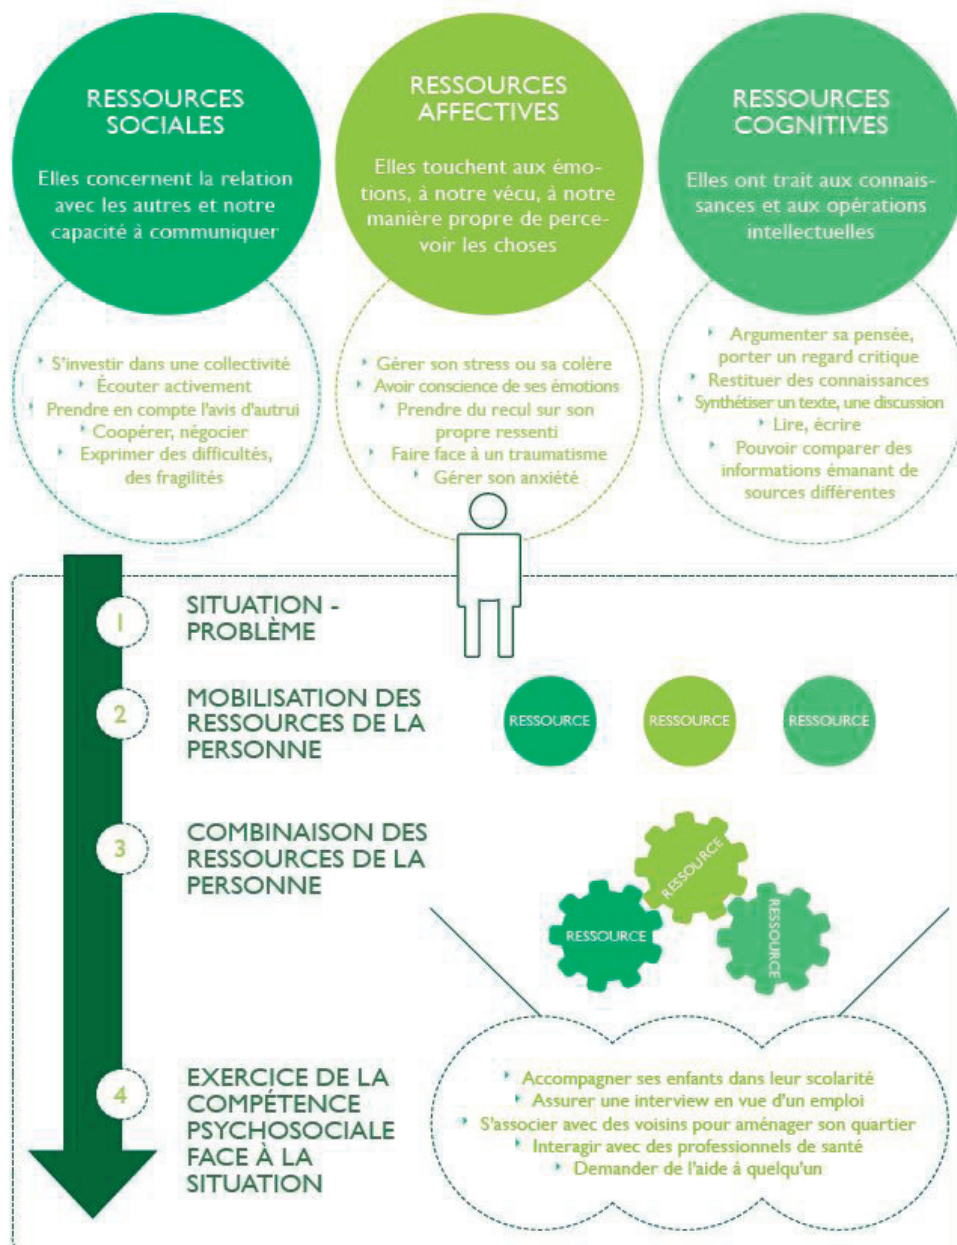 RESSOURCES
SOCIALES
Elles concernent la relation
avec les autres et notre
capacité à communiquer
S'investir dans une collectivité
Écouter activement
Prendre en compte l'avis d'autrui
Coopérer, négocier
Exprimer des difficultés,
des fragilités
RESSOURCES
AFFECTIVES
Elles touchent aux émo-
tions, à notre vécu, à notre
manière propre de perce-
voir les choses
Gérer son stress ou sa colère
Avoir conscience de ses émotions
Prendre du recul sur son
propre ressenti
Faire face à un traumatisme
Gérer son anxiété
RESSOURCES
COGNITIVES
Elles ont trait aux connais-
sances et aux opérations
intellectuelles
Argumenter sa pensée,
porter un regard critique
Restituer des connaissances
Synthétiser un texte, une discussion
Lire, écrire
Pouvoir comparer des
informations émanant de
sources différentes
1
SITUATION -
PROBLÈME
2
MOBILISATION DES
RESSOURCES DE LA
PERSONNE
RESSOURCE
RESSOURCE
RESSOURCE
3
COMBINAISON DES
RESSOURCES DE LA
PERSONNE
RESSOURCE
RESSOURCE
RESSOURCE
4
EXERCICE DE LA
COMPÉTENCE
PSYCHOSOCIALE
FACE À LA
SITUATION
Accompagner ses enfants dans leur scolarité
Assurer une interview en vue d'un emploi
S'associer avec des voisins pour aménager son quartier
Interagir avec des professionnels de santé
Demander de l'aide à quelqu'un